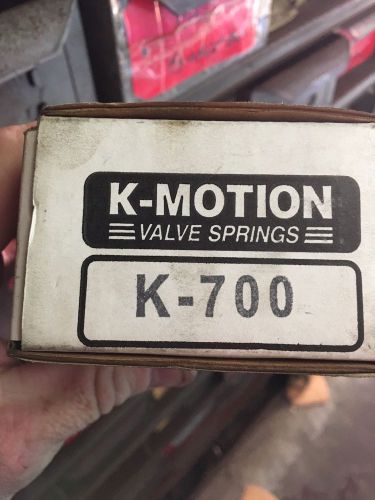 K-MOTION
VALVE SPRINGS
K-700